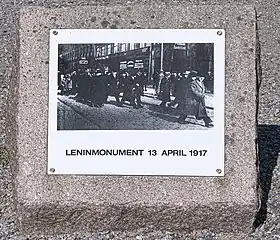 LENINMONUMENT 13 APRIL 1917